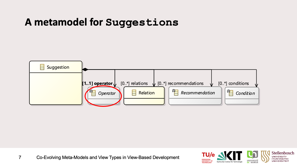 A metamodel for Suggestions
Suggestion
[1..1] operator
[0..*] relations
[0..*] recommendations
[0..*] conditions
Operator
Relation
Recommendation
Condition
7
Co-Evolving Meta-Models and View Types in View-Based Development
TU/e
KIT
Stellenbosch